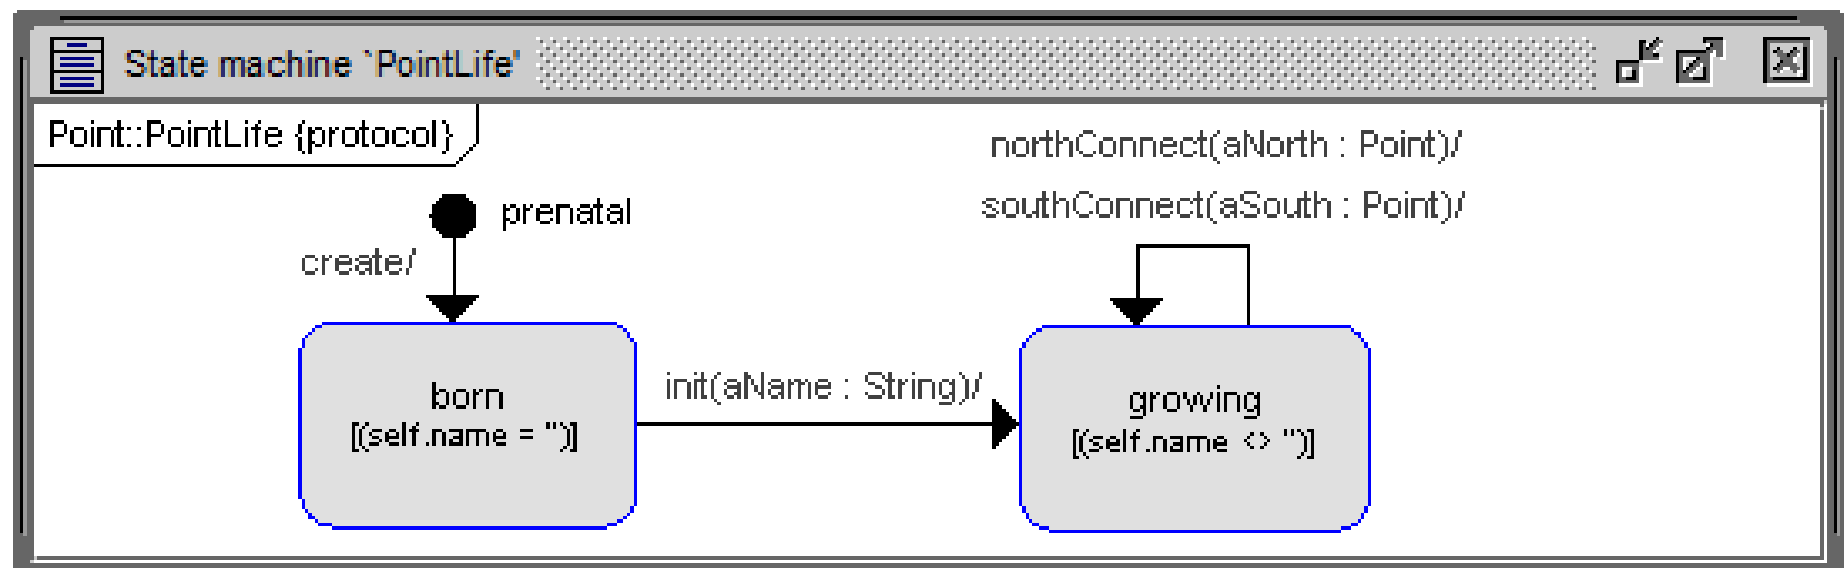 State machine `PointLife'
Point::PointLife {protocol}
northConnect(aNorth : Point)/
southConnect(aSouth : Point)/
prenatal
create/
born
[(self.name = '')]
init(aName : String)/
growing
[(self.name <> '')]